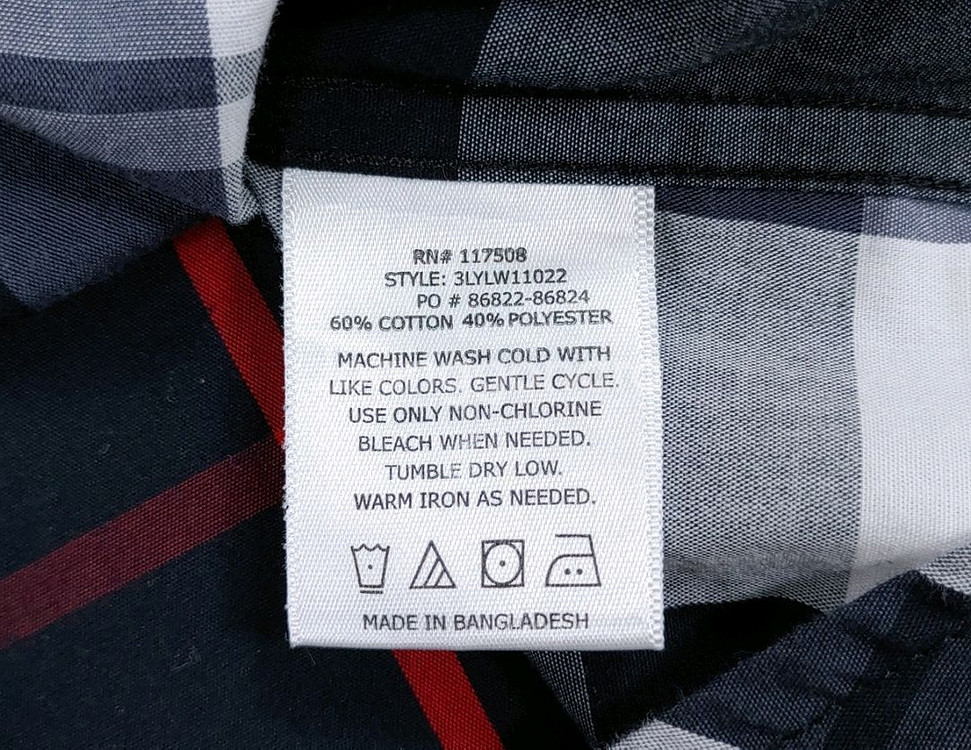 RN# 117508
STYLE: 3LYLW11022
PO # 86822-86824
60% COTTON 40% POLYESTER
MACHINE WASH COLD WITH
LIKE COLORS. GENTLE CYCLE.
USE ONLY NON-CHLORINE
BLEACH WHEN NEEDED.
TUMBLE DRY LOW.
WARM IRON AS NEEDED.
MADE IN BANGLADESH